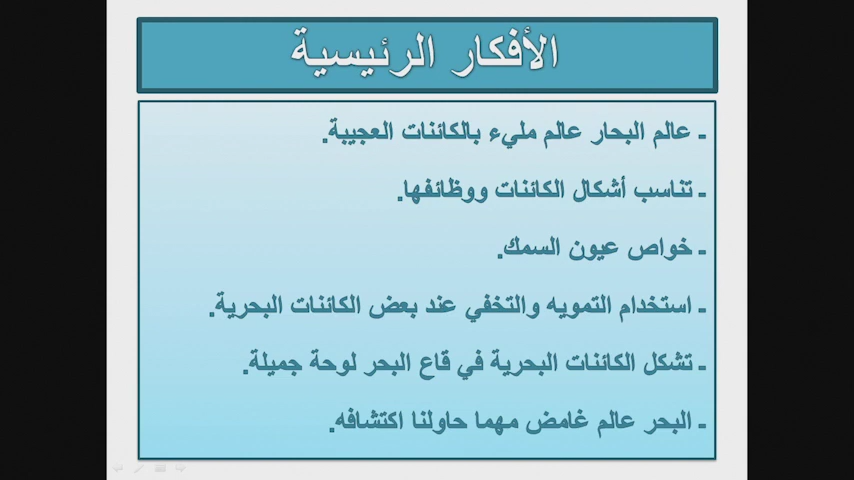 الأفكار الرئيسية
ـ عالم البحار عالم مليء بالكائنات العجيبة.
ـ تناسب أشكال الكائنات ووظائفها.
ـ خواص عيون السمك.
ـ استخدام التمويه والتخفي عند بعض الكائنات البحرية.
ـ تشكل الكائنات البحرية في قاع البحر لوحة جميلة.
ـ البحر عالم غامض مهما حاولنا اكتشافه.